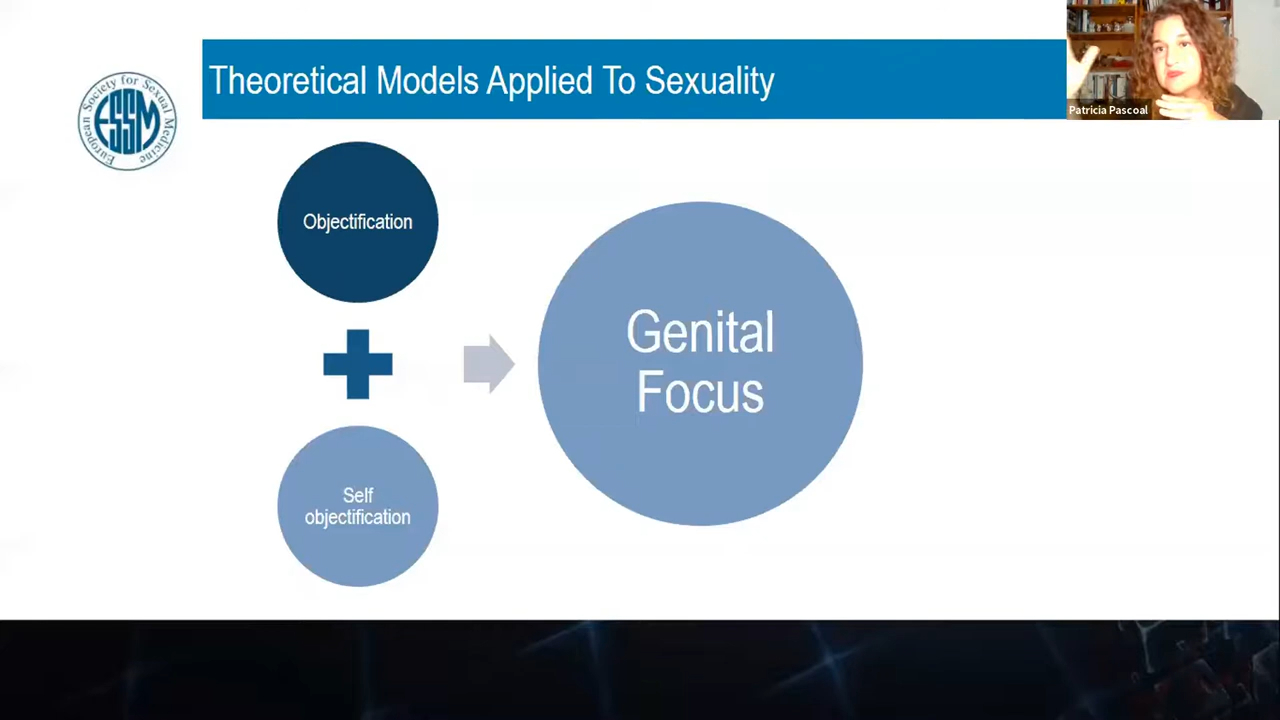 Theoretical Models Applied To Sexuality
Patricia Pascoal
European Society for Sexual Medicine
ESSM
Objectification
Genital
Focus
Self
objectification